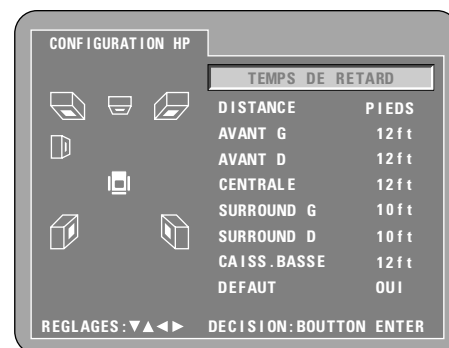 CONFIGURATION HP
TEMPS DE RETARD
DISTANCE PIEDS
AVANT G 12ft
AVANT D 12ft
CENTRALE 12ft
SURROUND G 10ft
SURROUND D 10ft
CAISS.BASSE 12ft
DEFAUT OUI
REGLAGES:▼▲◄► DECISION:BOUTTON ENTER